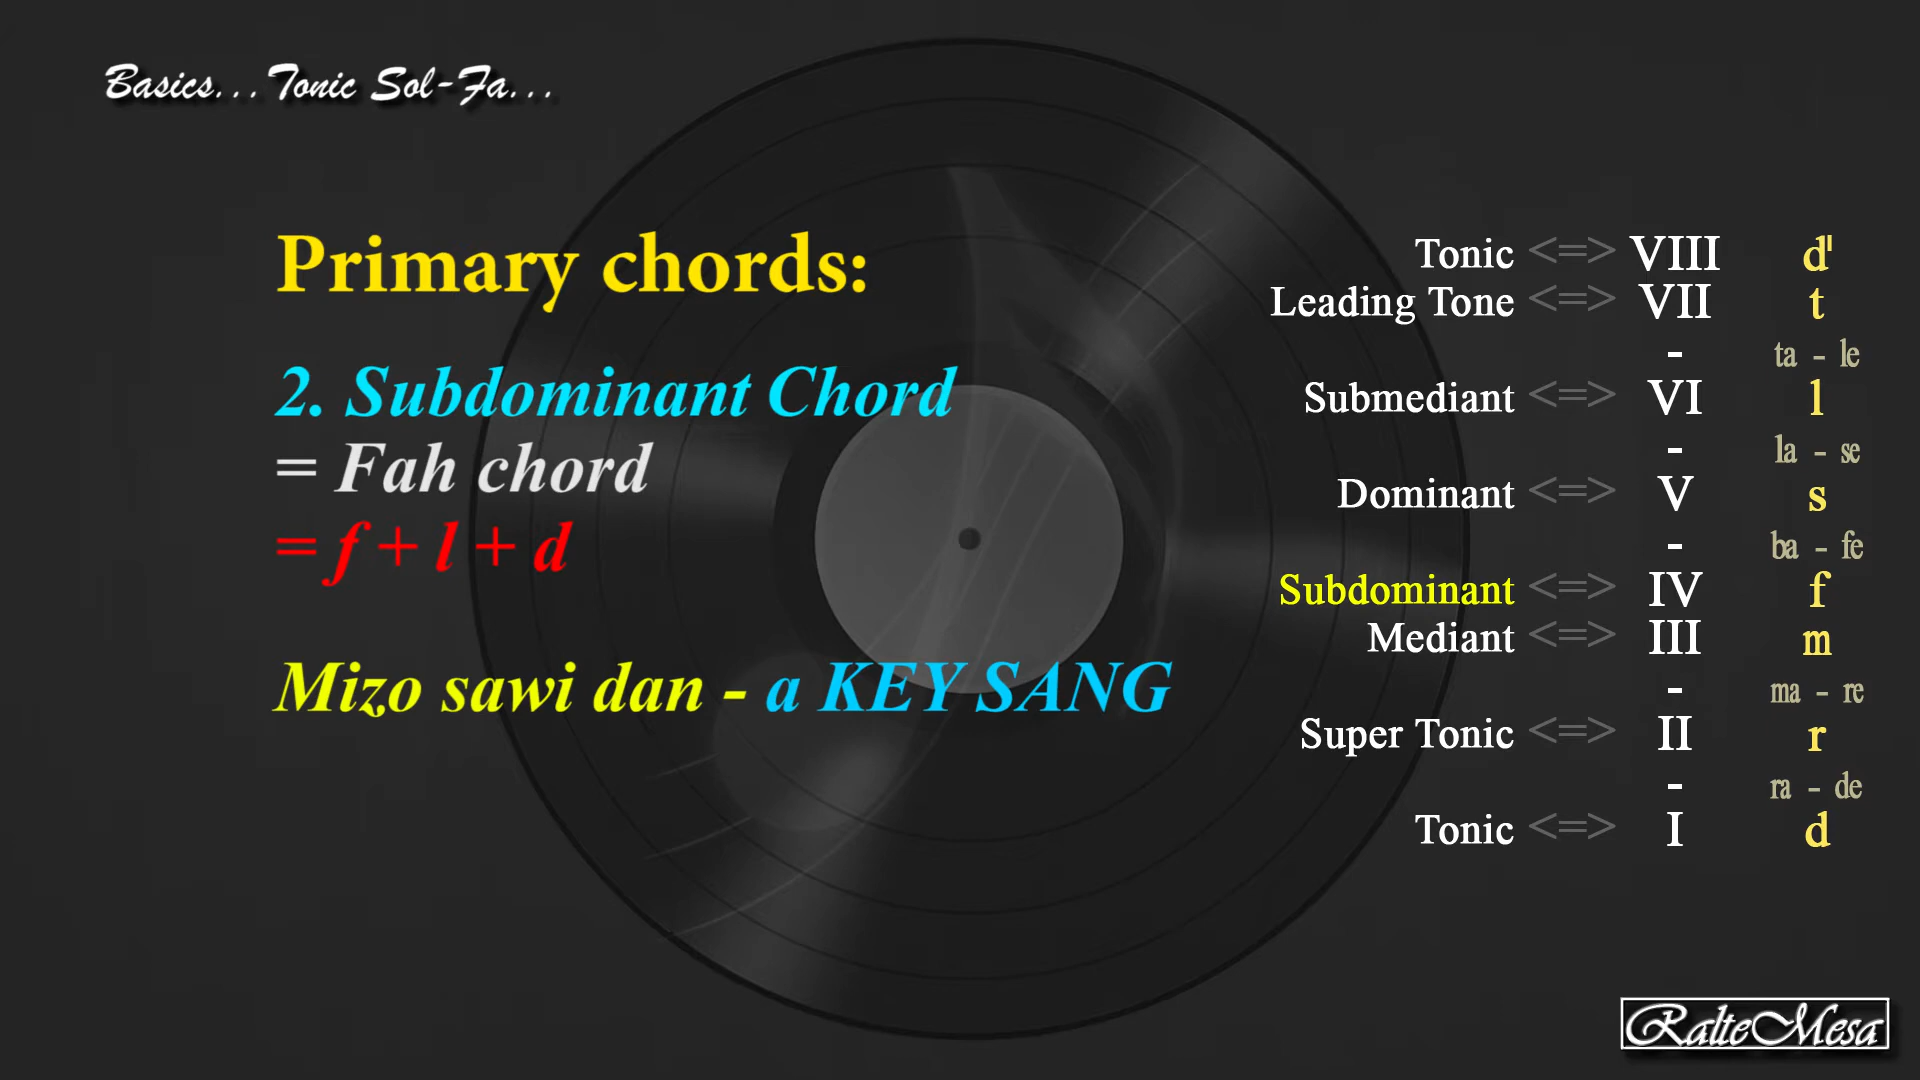 Basics...Tonic Sol-Fa...
Primary chords:
2. Subdominant Chord
= Fah chord
= f + l + d
Mizo sawi dan - a KEY SANG
Tonic <=> VIII d'
Leading Tone <=> VII t
- ta - le
Submediant <=> VI l
- la - se
Dominant <=> V s
- ba - fe
Subdominant <=> IV f
Mediant <=> III m
- ma - re
Super Tonic <=> II r
- ra - de
Tonic <=> I d
RalteMesa